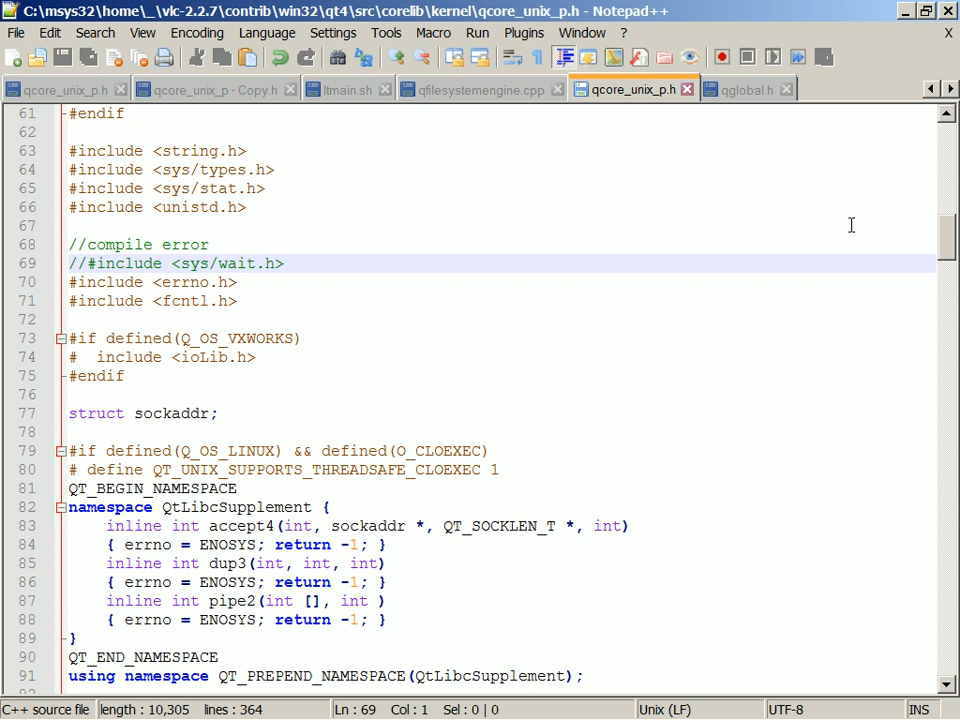 C:\msys32\home\_\vlc-2.2.7\contrib\win32\qt4\src\corelib\kernel\qcore_unix_p.h - Notepad++
File Edit Search View Encoding Language Settings Tools Macro Run Plugins Window ? X
qcore_unix_p.h qcore_unix_p - Copy.h ltmain.sh qfilesystemengine.cpp qcore_unix_p.h qglobal.h
61 #endif
62
63 #include <string.h>
64 #include <sys/types.h>
65 #include <sys/stat.h>
66 #include <unistd.h>
67
68 //compile error
69 //#include <sys/wait.h>
70 #include <errno.h>
71 #include <fcntl.h>
72
73 #if defined(Q_OS_VXWORKS)
74 #  include <ioLib.h>
75 #endif
76
77 struct sockaddr;
78
79 #if defined(Q_OS_LINUX) && defined(O_CLOEXEC)
80 # define QT_UNIX_SUPPORTS_THREADSAFE_CLOEXEC 1
81 QT_BEGIN_NAMESPACE
82 namespace QtLibcSupplement {
83     inline int accept4(int, sockaddr *, QT_SOCKLEN_T *, int)
84     { errno = ENOSYS; return -1; }
85     inline int dup3(int, int, int)
86     { errno = ENOSYS; return -1; }
87     inline int pipe2(int [], int )
88     { errno = ENOSYS; return -1; }
89 }
90 QT_END_NAMESPACE
91 using namespace QT_PREPEND_NAMESPACE(QtLibcSupplement);
C++ source file length : 10,305 lines : 364 Ln : 69 Col : 1 Sel : 0 | 0 Unix (LF) UTF-8 INS